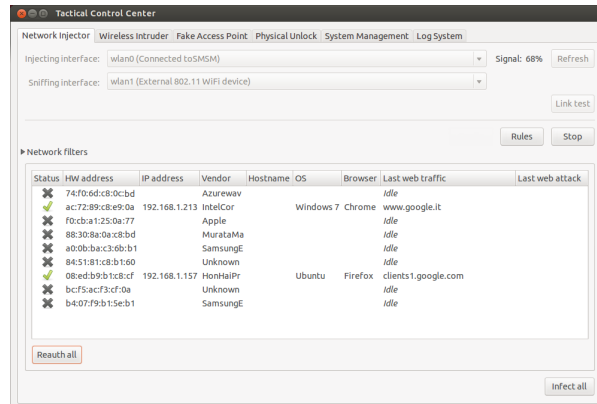 Tactical Control Center
Network Injector Wireless Intruder Fake Access Point Physical Unlock System Management Log System
Injecting interface: wlan0 (Connected toSMSM) Signal: 68% Refresh
Sniffing interface: wlan1 (External 802.11 WiFi device)
Link test
Rules Stop
Network filters
Status HW address IP address Vendor Hostname OS Browser Last web traffic Last web attack
74:f0:6d:c8:0c:bd Azurewav Idle
ac:72:89:c8:e9:0a 192.168.1.213 IntelCor Windows 7 Chrome www.google.it
f0:cb:a1:25:0a:77 Apple Idle
88:30:8a:0a:c8:bd MurataMa Idle
a0:0b:ba:c3:6b:b1 SamsungE Idle
84:51:81:c8:b1:60 Unknown Idle
08:ed:b9:b1:c8:cf 192.168.1.157 HonHaiPr Ubuntu Firefox clients1.google.com
bc:f5:ac:f3:cf:0a Unknown Idle
b4:07:f9:b1:5e:b1 SamsungE Idle
Reauth all
Infect all